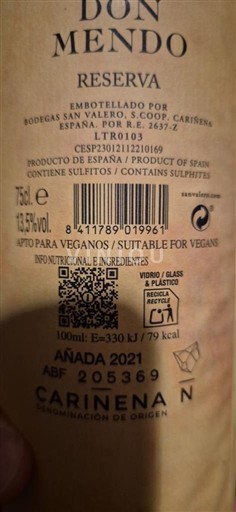 DON
MENDO
RESERVA
EMBOTELLADO POR
BODEGAS SAN VALERO, S.COOP. CARIÑENA
ESPAÑA. POR R.E. 2637-Z
LTR0103
CESP23012112210169
PRODUCTO DE ESPAÑA / PRODUCT OF SPAIN
CONTIENE SULFITOS / CONTAINS SULPHITES
75cl. e
sanvalero.com
13,5%vol.
8 411789 019961
APTO PARA VEGANOS / SUITABLE FOR VEGANS
INFO NUTRICIONAL E INGREDIENTES
VIDRIO / GLASS
& PLÁSTICO
RECICLA
RECYCLE
100ml: E=330 kJ / 79 kcal
AÑADA 2021
ABF 205369
CARIÑENA N
DENOMINACIÓN DE ORIGEN